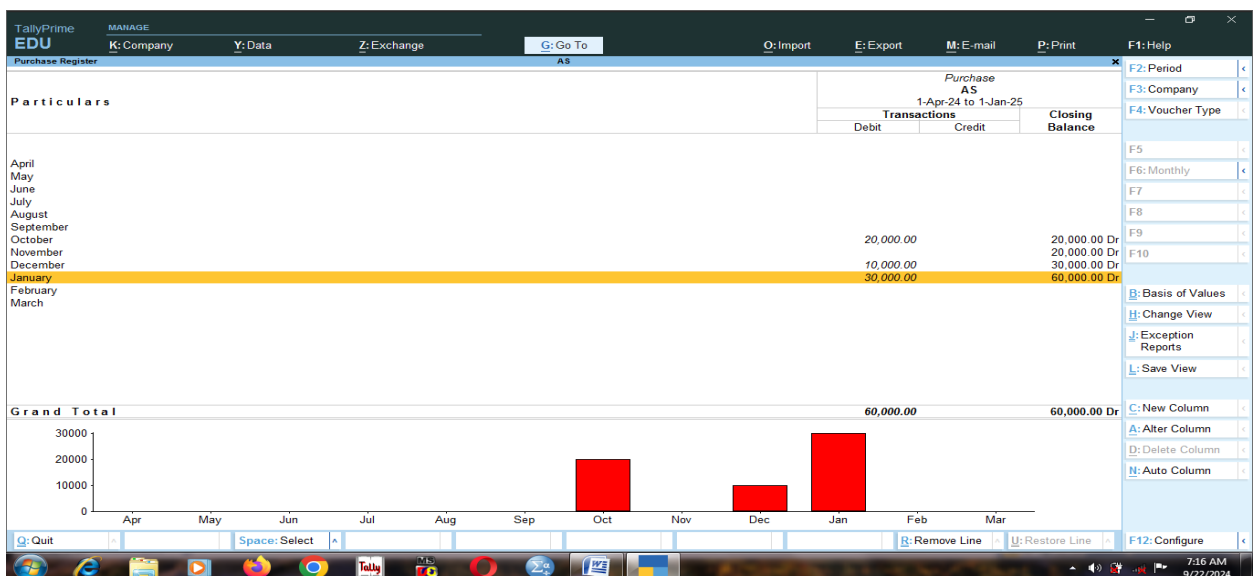 TallyPrime
EDU
MANAGE
K: Company Y: Data Z: Exchange G: Go To O: Import E: Export M: E-mail P: Print F1: Help
Purchase Register AS
Particulars
Purchase
AS
1-Apr-24 to 1-Jan-25
Transactions Closing
Debit Credit Balance
April
May
June
July
August
September
October 20,000.00 20,000.00 Dr
November 20,000.00 Dr
December 10,000.00 30,000.00 Dr
January 30,000.00 60,000.00 Dr
February
March
Grand Total 60,000.00 60,000.00 Dr
30000
20000
10000
0
Apr May Jun Jul Aug Sep Oct Nov Dec Jan Feb Mar
F2: Period
F3: Company
F4: Voucher Type
F5
F6: Monthly
F7
F8
F9
F10
B: Basis of Values
H: Change View
J: Exception
Reports
L: Save View
C: New Column
A: Alter Column
D: Delete Column
N: Auto Column
Q: Quit Space: Select R: Remove Line U: Restore Line F12: Configure
Tally
7:16 AM
9/22/2024